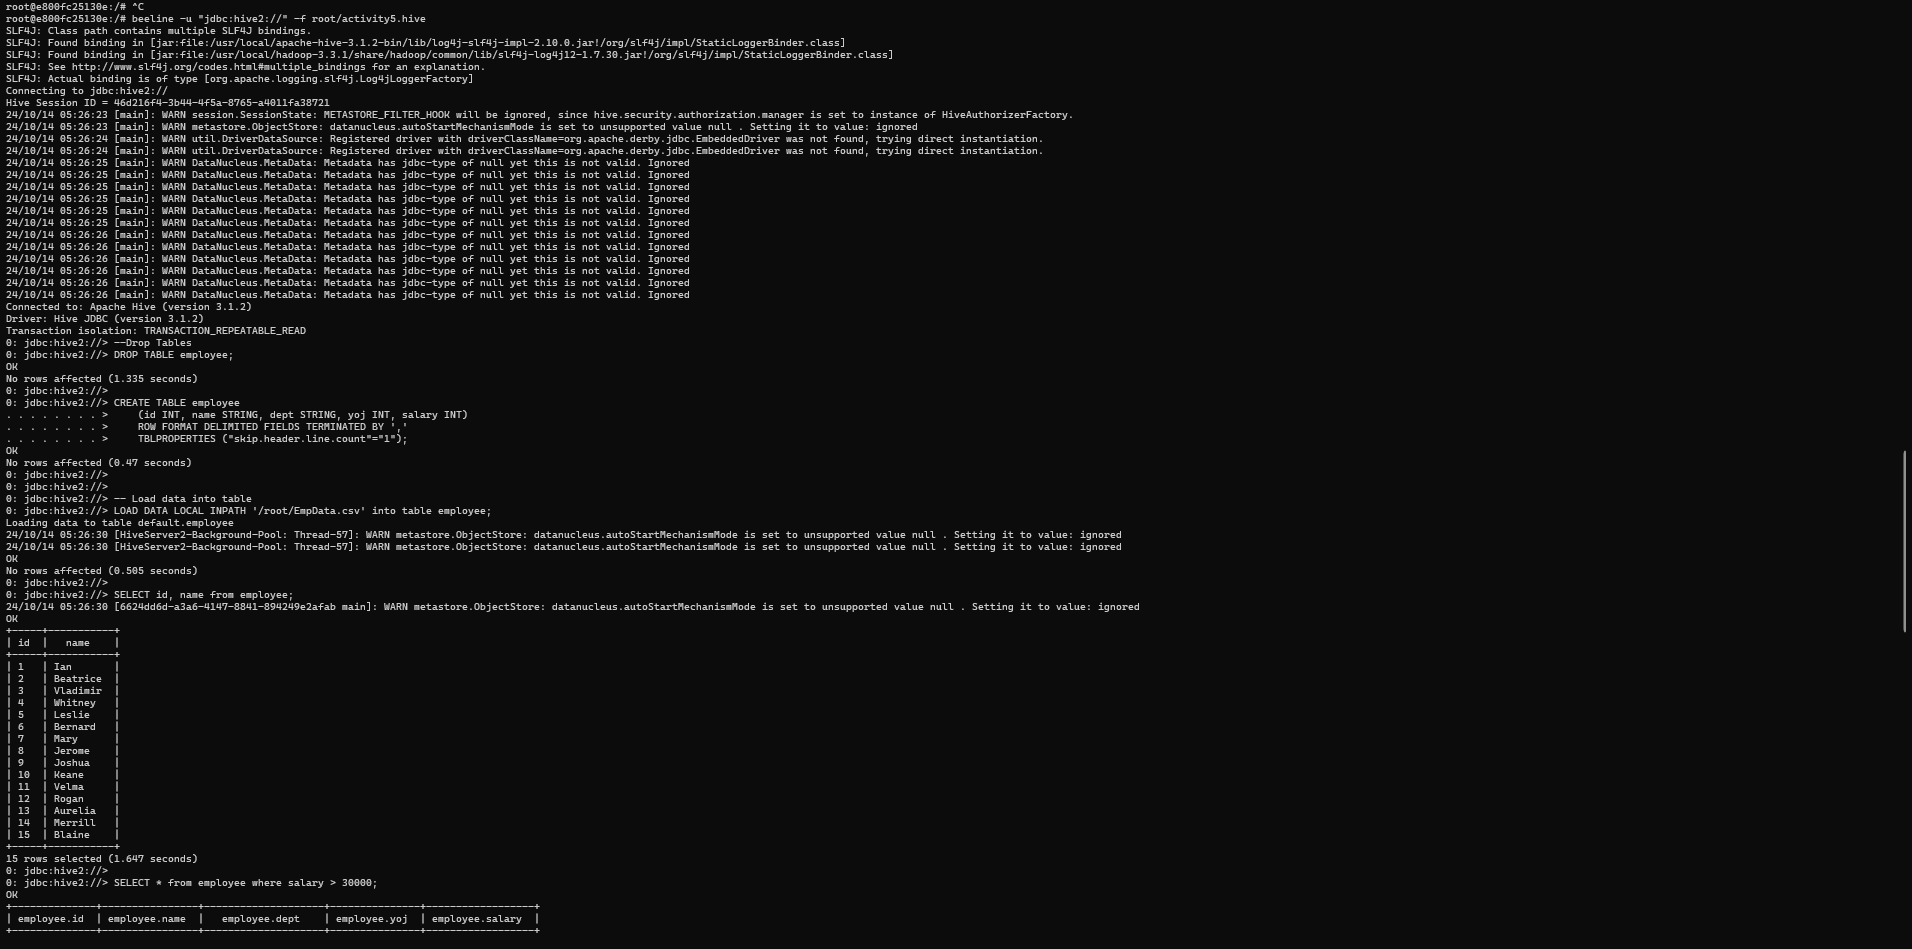 root@e800fc25130e:/# ^C
root@e800fc25130e:/# beeline -u "jdbc:hive2://" -f root/activity5.hive
SLF4J: Class path contains multiple SLF4J bindings.
SLF4J: Found binding in [jar:file:/usr/local/apache-hive-3.1.2-bin/lib/log4j-slf4j-impl-2.10.0.jar!/org/slf4j/impl/StaticLoggerBinder.class]
SLF4J: Found binding in [jar:file:/usr/local/hadoop-3.3.1/share/hadoop/common/lib/slf4j-log4j12-1.7.30.jar!/org/slf4j/impl/StaticLoggerBinder.class]
SLF4J: See http://www.slf4j.org/codes.html#multiple_bindings for an explanation.
SLF4J: Actual binding is of type [org.apache.logging.slf4j.Log4jLoggerFactory]
Connecting to jdbc:hive2://
Hive Session ID = 46d216f4-3b44-4f5a-8765-a4011fa38721
24/10/14 05:26:23 [main]: WARN session.SessionState: METASTORE_FILTER_HOOK will be ignored, since hive.security.authorization.manager is set to instance of HiveAuthorizerFactory.
24/10/14 05:26:23 [main]: WARN metastore.ObjectStore: datanucleus.autoStartMechanismMode is set to unsupported value null . Setting it to value: ignored
24/10/14 05:26:24 [main]: WARN util.DriverDataSource: Registered driver with driverClassName=org.apache.derby.jdbc.EmbeddedDriver was not found, trying direct instantiation.
24/10/14 05:26:24 [main]: WARN util.DriverDataSource: Registered driver with driverClassName=org.apache.derby.jdbc.EmbeddedDriver was not found, trying direct instantiation.
24/10/14 05:26:25 [main]: WARN DataNucleus.MetaData: Metadata has jdbc-type of null yet this is not valid. Ignored
24/10/14 05:26:25 [main]: WARN DataNucleus.MetaData: Metadata has jdbc-type of null yet this is not valid. Ignored
24/10/14 05:26:25 [main]: WARN DataNucleus.MetaData: Metadata has jdbc-type of null yet this is not valid. Ignored
24/10/14 05:26:25 [main]: WARN DataNucleus.MetaData: Metadata has jdbc-type of null yet this is not valid. Ignored
24/10/14 05:26:25 [main]: WARN DataNucleus.MetaData: Metadata has jdbc-type of null yet this is not valid. Ignored
24/10/14 05:26:25 [main]: WARN DataNucleus.MetaData: Metadata has jdbc-type of null yet this is not valid. Ignored
24/10/14 05:26:26 [main]: WARN DataNucleus.MetaData: Metadata has jdbc-type of null yet this is not valid. Ignored
24/10/14 05:26:26 [main]: WARN DataNucleus.MetaData: Metadata has jdbc-type of null yet this is not valid. Ignored
24/10/14 05:26:26 [main]: WARN DataNucleus.MetaData: Metadata has jdbc-type of null yet this is not valid. Ignored
24/10/14 05:26:26 [main]: WARN DataNucleus.MetaData: Metadata has jdbc-type of null yet this is not valid. Ignored
24/10/14 05:26:26 [main]: WARN DataNucleus.MetaData: Metadata has jdbc-type of null yet this is not valid. Ignored
24/10/14 05:26:26 [main]: WARN DataNucleus.MetaData: Metadata has jdbc-type of null yet this is not valid. Ignored
Connected to: Apache Hive (version 3.1.2)
Driver: Hive JDBC (version 3.1.2)
Transaction isolation: TRANSACTION_REPEATABLE_READ
0: jdbc:hive2://> --Drop Tables
0: jdbc:hive2://> DROP TABLE employee;
OK
No rows affected (1.335 seconds)
0: jdbc:hive2://>
0: jdbc:hive2://> CREATE TABLE employee
. . . . . . . . >     (id INT, name STRING, dept STRING, yoj INT, salary INT)
. . . . . . . . >     ROW FORMAT DELIMITED FIELDS TERMINATED BY ','
. . . . . . . . >     TBLPROPERTIES ("skip.header.line.count"="1");
OK
No rows affected (0.47 seconds)
0: jdbc:hive2://>
0: jdbc:hive2://>
0: jdbc:hive2://> -- Load data into table
0: jdbc:hive2://> LOAD DATA LOCAL INPATH '/root/EmpData.csv' into table employee;
Loading data to table default.employee
24/10/14 05:26:30 [HiveServer2-Background-Pool: Thread-57]: WARN metastore.ObjectStore: datanucleus.autoStartMechanismMode is set to unsupported value null . Setting it to value: ignored
24/10/14 05:26:30 [HiveServer2-Background-Pool: Thread-57]: WARN metastore.ObjectStore: datanucleus.autoStartMechanismMode is set to unsupported value null . Setting it to value: ignored
OK
No rows affected (0.505 seconds)
0: jdbc:hive2://>
0: jdbc:hive2://> SELECT id, name from employee;
24/10/14 05:26:30 [6624dd6d-a3a6-4147-8841-894249e2afab main]: WARN metastore.ObjectStore: datanucleus.autoStartMechanismMode is set to unsupported value null . Setting it to value: ignored
OK
+-----+-----------+
| id  |   name    |
+-----+-----------+
| 1   | Ian       |
| 2   | Beatrice  |
| 3   | Vladimir  |
| 4   | Whitney   |
| 5   | Leslie    |
| 6   | Bernard   |
| 7   | Mary      |
| 8   | Jerome    |
| 9   | Joshua    |
| 10  | Keane     |
| 11  | Velma     |
| 12  | Rogan     |
| 13  | Aurelia   |
| 14  | Merrill   |
| 15  | Blaine    |
+-----+-----------+
15 rows selected (1.647 seconds)
0: jdbc:hive2://>
0: jdbc:hive2://> SELECT * from employee where salary > 30000;
OK
+--------------+----------------+--------------------+---------------+------------------+
| employee.id  | employee.name  |   employee.dept    | employee.yoj  | employee.salary  |
+--------------+----------------+--------------------+---------------+------------------+